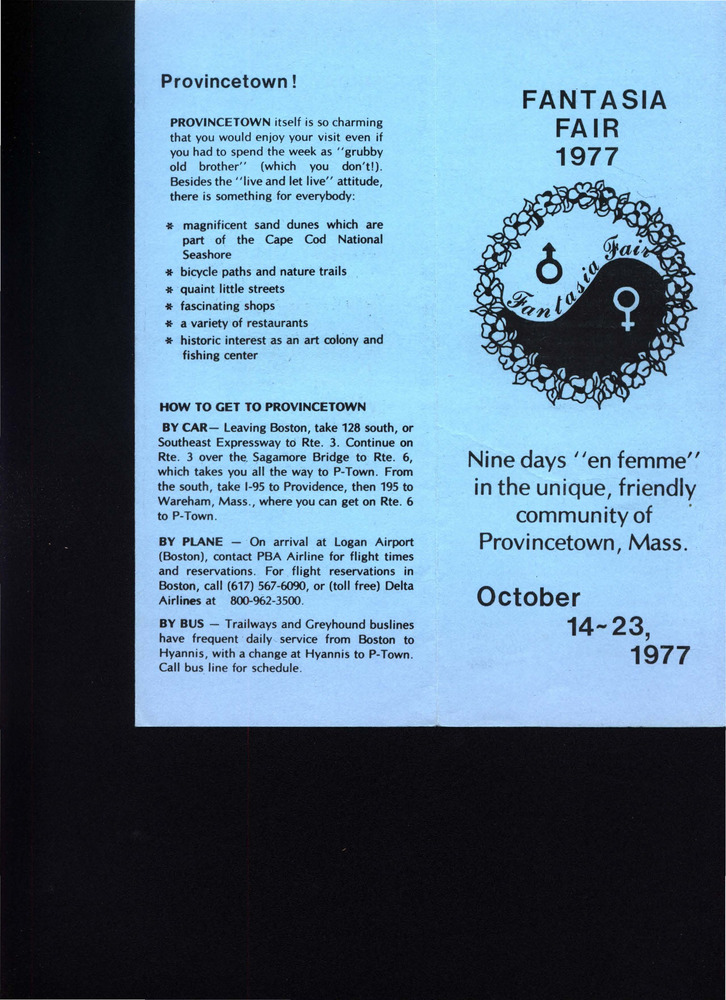 Provincetown!
PROVINCETOWN itself is so charming
that you would enjoy your visit even if
you had to spend the week as ''grubby
old brother'' (which you don't!).
Besides the ''live and let live'' attitude,
there is something for everybody:
* magnificent sand dunes which are
part of the Cape Cod National
Seashore
* bicycle paths and nature trails
* quaint little streets
* fascinating shops
* a variety of restaurants
* historic interest as an art colony and
fishing center
HOW TO GET TO PROVINCETOWN
BY CAR— Leaving Boston, take 128 south, or
Southeast Expressway to Rte. 3. Continue on
Rte. 3 over the Sagamore Bridge to Rte. 6,
which takes you all the way to P-Town. From
the south, take I-95 to Providence, then 195 to
Wareham, Mass., where you can get on Rte. 6
to P-Town.
BY PLANE — On arrival at Logan Airport
(Boston), contact PBA Airline for flight times
and reservations. For flight reservations in
Boston, call (617) 567-6090, or (toll free) Delta
Airlines at 800-962-3500.
BY BUS — Trailways and Greyhound buslines
have frequent daily service from Boston to
Hyannis, with a change at Hyannis to P-Town.
Call bus line for schedule.
FANTASIA
FAIR
1977
Fantasia Fair
Nine days ''en femme''
in the unique, friendly
community of
Provincetown, Mass.
October
14~23,
1977